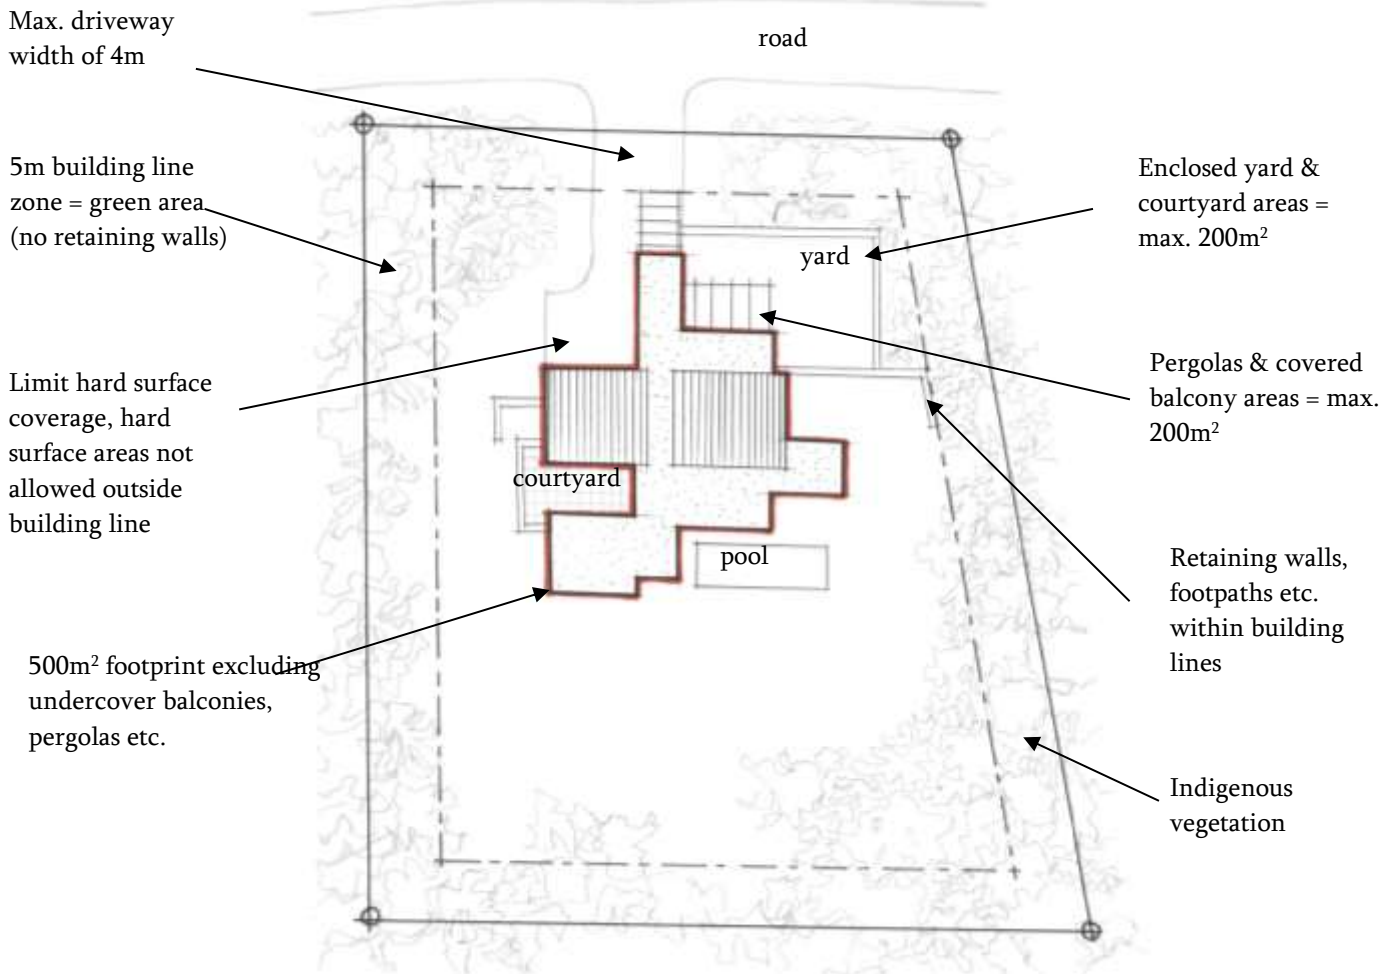 Max. driveway
width of 4m
road
5m building line
zone = green area
(no retaining walls)
Enclosed yard &
courtyard areas =
max. 200m²
yard
Limit hard surface
coverage, hard
surface areas not
allowed outside
building line
Pergolas & covered
balcony areas = max.
200m²
courtyard
pool
Retaining walls,
footpaths etc.
within building
lines
500m² footprint excluding
undercover balconies,
pergolas etc.
Indigenous
vegetation